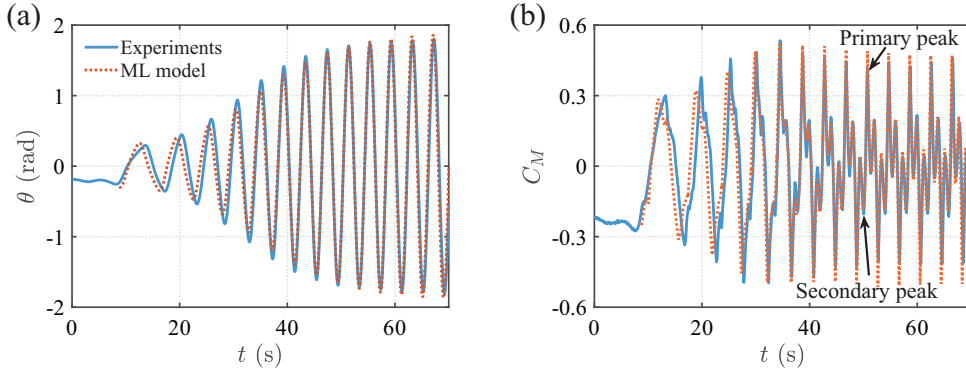 (a)
2
1
0
-1
-2
θ (rad)
Experiments
ML model
0
20
40
60
t (s)
(b)
0.6
0.3
0
-0.3
-0.6
C_M
Primary peak
Secondary peak
0
20
40
60
t (s)